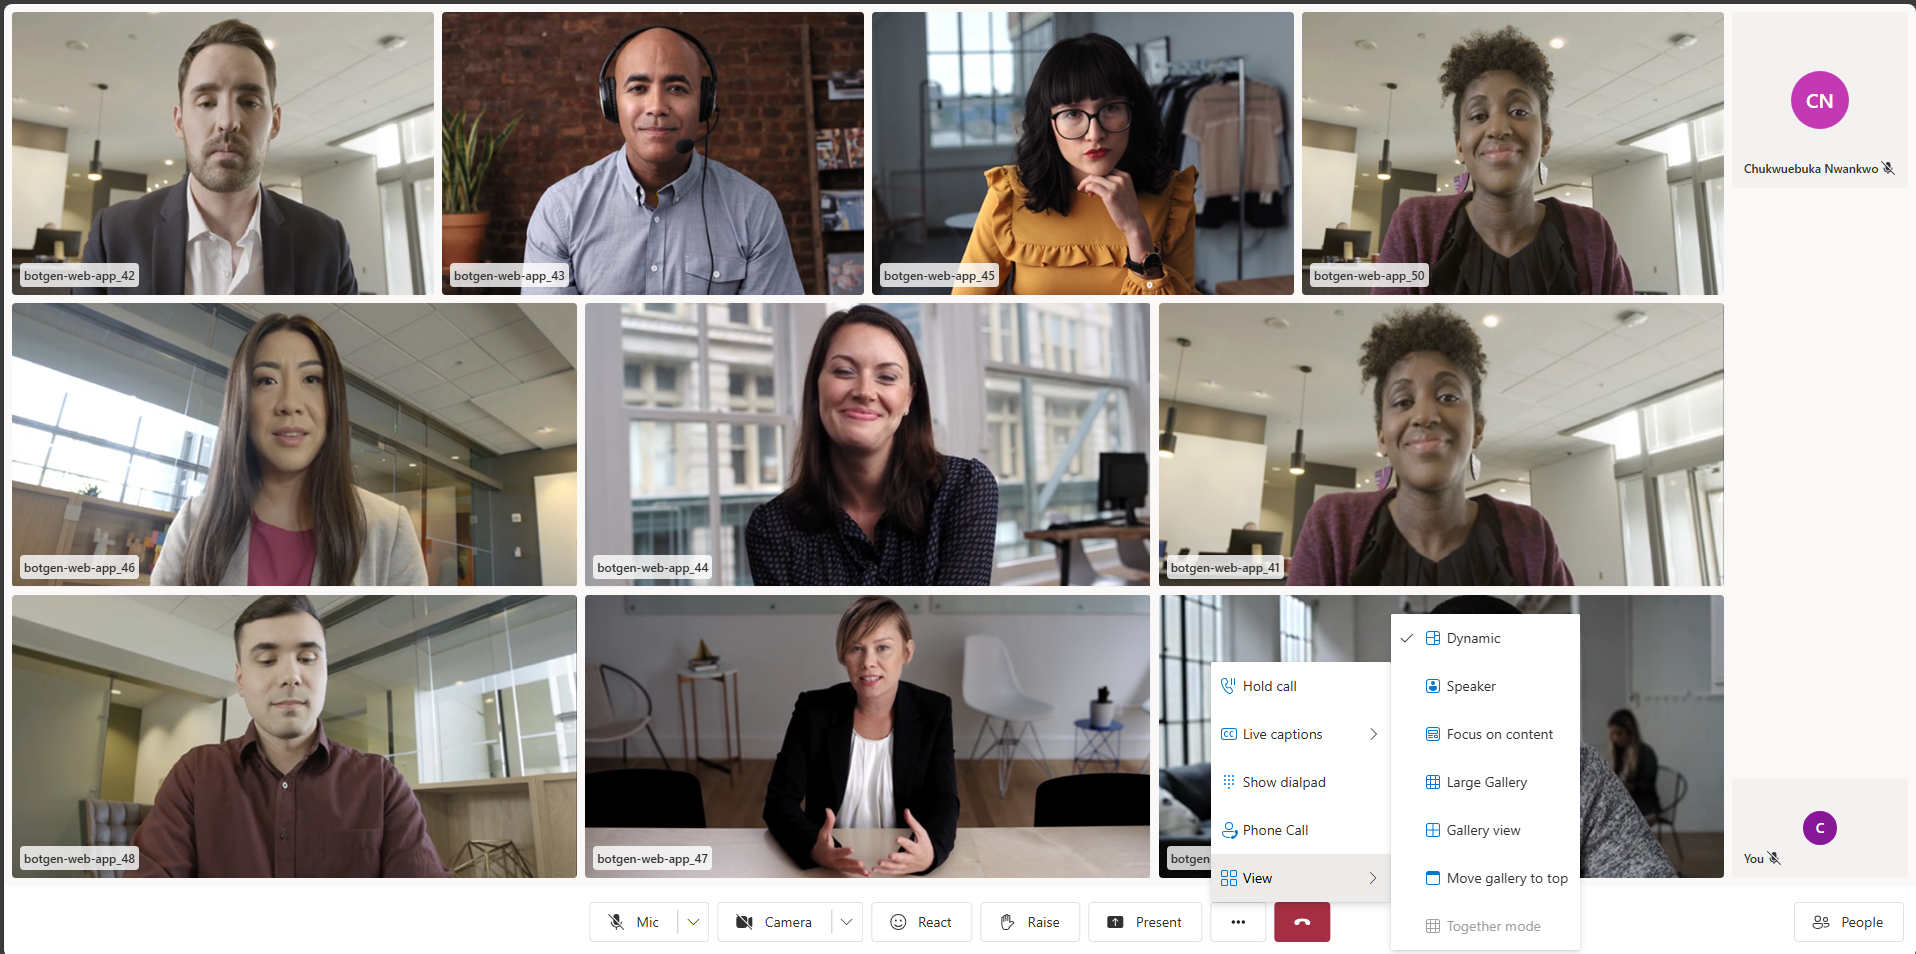 botgen-web-app_42
botgen-web-app_43
botgen-web-app_45
botgen-web-app_50
CN
Chukwuebuka Nwankwo
botgen-web-app_46
botgen-web-app_44
botgen-web-app_41
botgen-web-app_48
botgen-web-app_47
botgen
Hold call
CC Live captions
Show dialpad
Phone Call
View
Dynamic
Speaker
Focus on content
Large Gallery
Gallery view
Move gallery to top
Together mode
C
You
Mic
Camera
React
Raise
Present
People